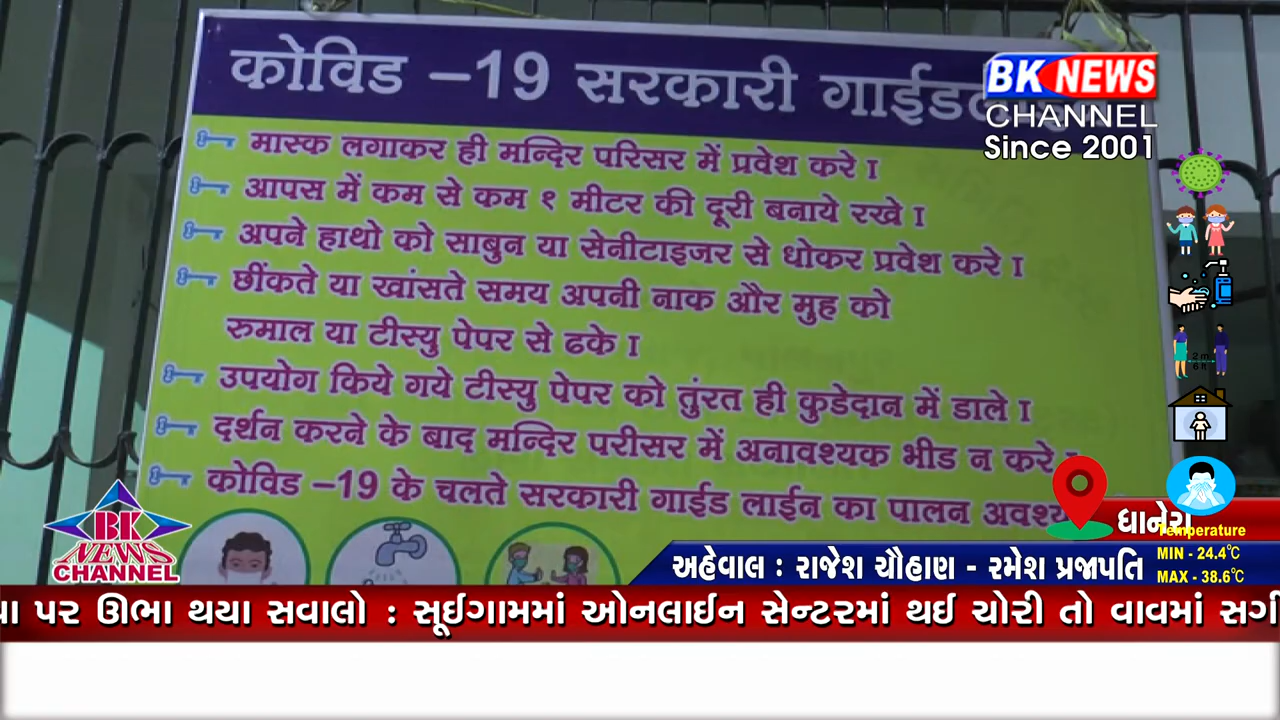 कोविड –19 सरकारी
मास्क लगाकर ही मन्दिर परिसर में प्रवेश करे I
आपस में कम से कम १ मीटर की दूरी बनाये रखे I
अपने हाथो को साबुन या सेनीटाइजर से धोकर प्रवेश करे I
छींकते या खांसते समय अपनी नाक और मुह को
रुमाल या टीस्यु पेपर से ढके I
उपयोग किये गये टीस्यु पेपर को तुंरत ही कुडेदान में डाले I
दर्शन करने के बाद मन्दिर परीसर में अनावश्यक भीड न करे I
कोविड –19 के चलते सरकारी गाईड लाईन का पालन
BK NEWS
CHANNEL
Since 2001
2 m
6 ft
BK
NEWS
CHANNEL
ધાનેરા
Temperature
MIN - 24.4℃
MAX - 38.6℃
અહેવાલ : રાજેશ ચૌહાણ - રમેશ પ્રજાપતિ
પર ઊભા થયા સવાલો : સૂઈગામમાં ઓનલાઈન સેન્ટરમાં થઈ ચોરી તો વાવમાં